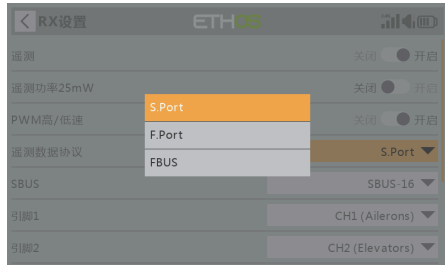 RX设置 ETHOS
遥测 关闭 开启
遥测功率25mW 关闭 开启
PWM高/低速 关闭 开启
遥测数据协议 S.Port
S.Port
F.Port
FBUS
SBUS SBUS-16
引脚1 CH1 (Ailerons)
引脚2 CH2 (Elevators)